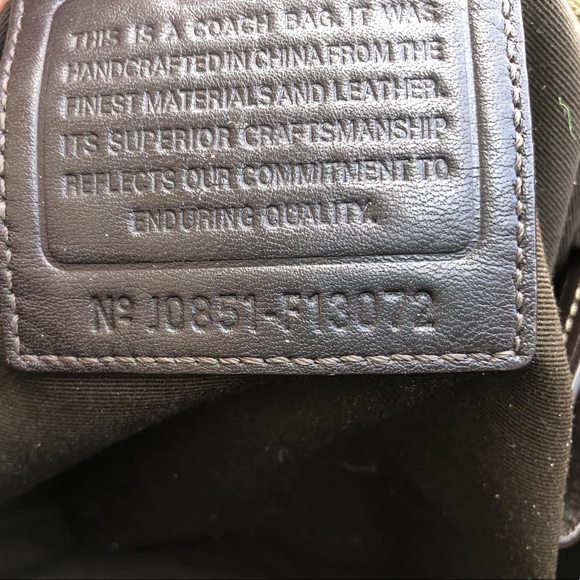 THIS IS A COACH BAG. IT WAS
HANDCRAFTED IN CHINA FROM THE
FINEST MATERIALS AND LEATHER.
ITS SUPERIOR CRAFTSMANSHIP
REFLECTS OUR COMMITMENT TO
ENDURING QUALITY.
Nº J0851-F13072